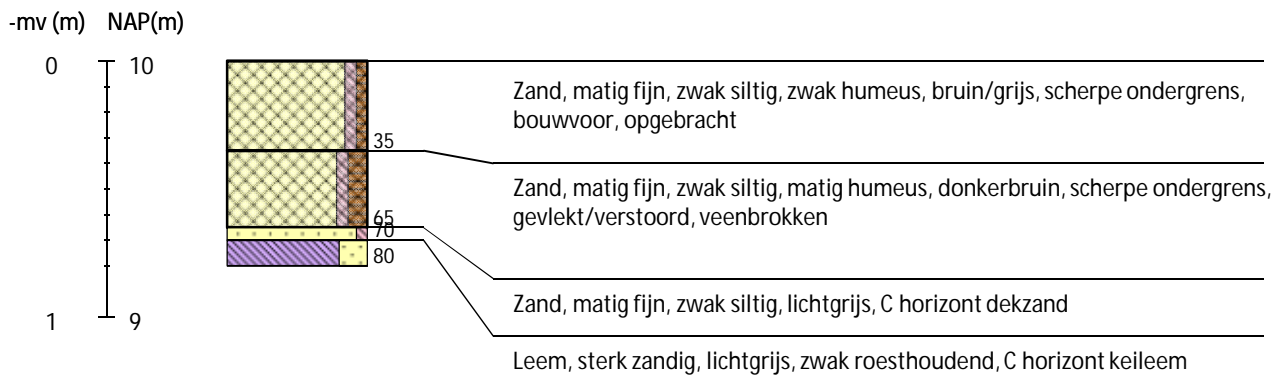 -mv (m) NAP(m)
0 10
Zand, matig fijn, zwak siltig, zwak humeus, bruin/grijs, scherpe ondergrens,
bouwvoor, opgebracht
35
Zand, matig fijn, zwak siltig, matig humeus, donkerbruin, scherpe ondergrens,
gevlekt/verstoord, veenbrokken
65
70
80
Zand, matig fijn, zwak siltig, lichtgrijs, C horizont dekzand
1 9
Leem, sterk zandig, lichtgrijs, zwak roesthoudend, C horizont keileem